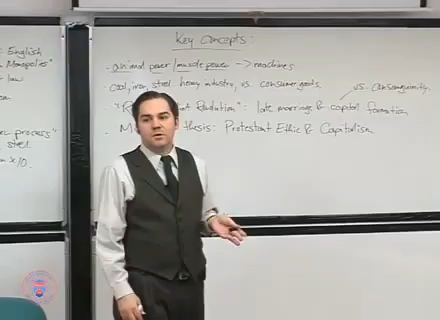 : English
Monopolies"
- law
Key Concepts:
- animal power / muscle power -> machines
Coal, iron, steel heavy industry, vs. consumer goods
vs. consanguinity.
late marriage & capital formation
thesis: Protestant Ethic & Capitalism
process"
steel
x10